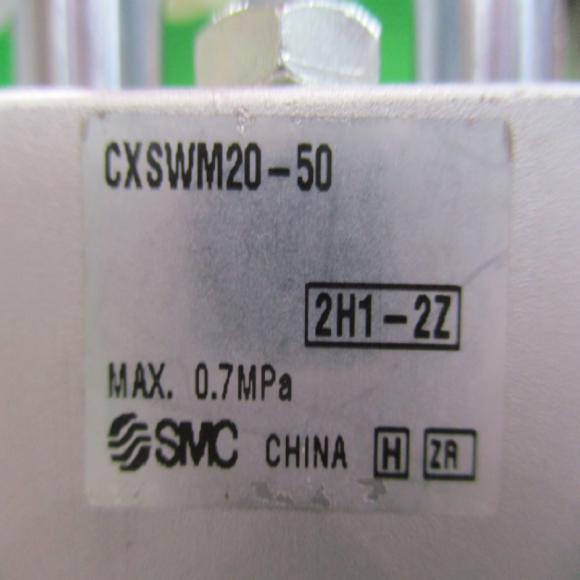 CXSWM20-50
2H1-2Z
MAX. 0.7MPa
SMC CHINA H ZR